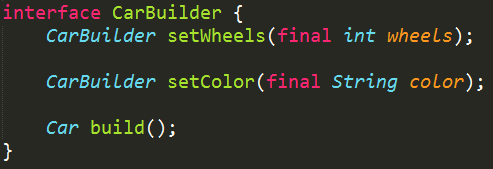 interface CarBuilder {
CarBuilder setWheels(final int wheels);
CarBuilder setColor(final String color);
Car build();
}